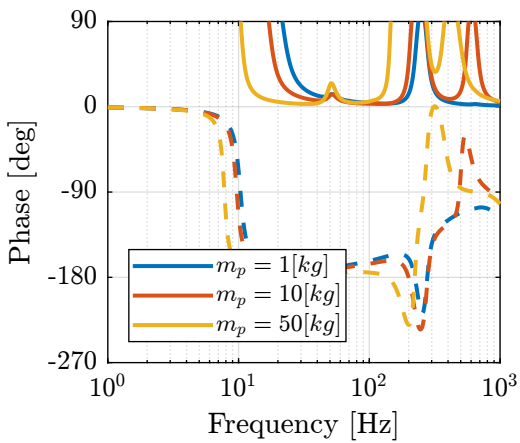 90
0
-90
-180
-270
Phase [deg]
m_p = 1[kg]
m_p = 10[kg]
m_p = 50[kg]
10^0 10^1 10^2 10^3
Frequency [Hz]